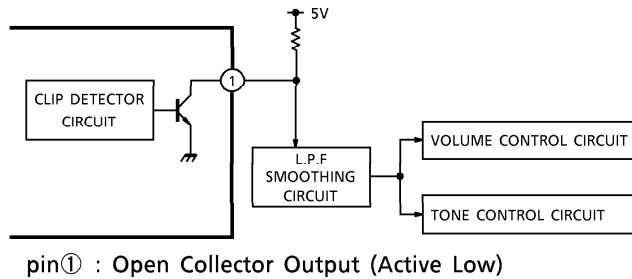 5V
CLIP DETECTOR
CIRCUIT
1
L.P.F
SMOOTHING
CIRCUIT
VOLUME CONTROL CIRCUIT
TONE CONTROL CIRCUIT
pin① : Open Collector Output (Active Low)